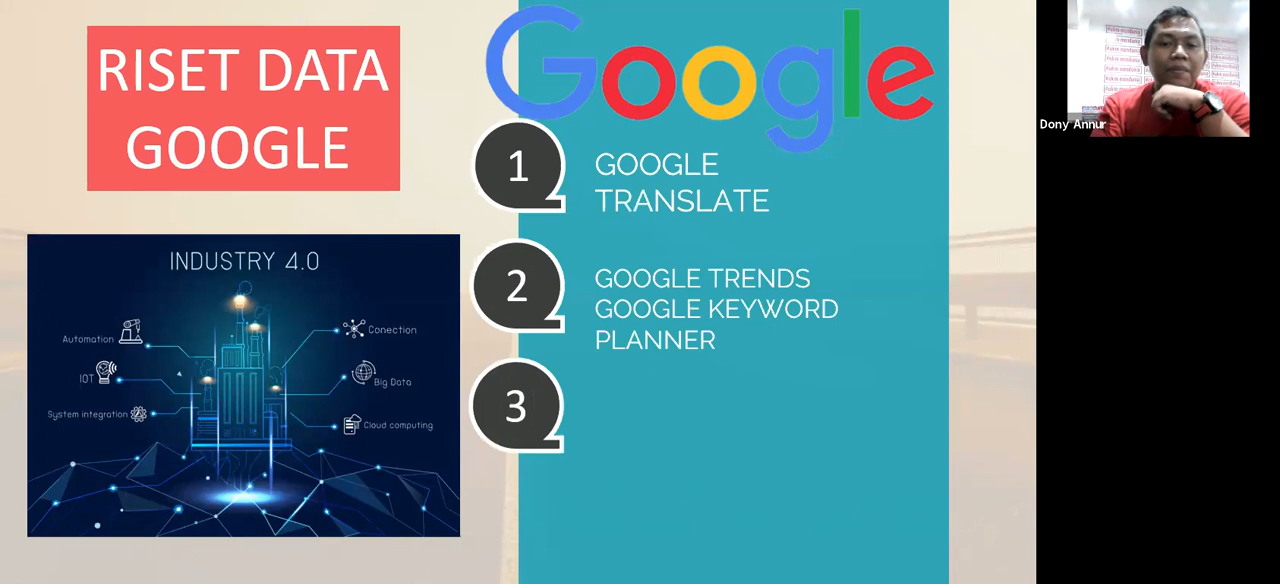 RISET DATA
GOOGLE
Google
1
GOOGLE
TRANSLATE
2
GOOGLE TRENDS
GOOGLE KEYWORD
PLANNER
3
INDUSTRY 4.0
Automation
IOT
System integration
Conection
Big Data
Cloud computing
Dony Annur